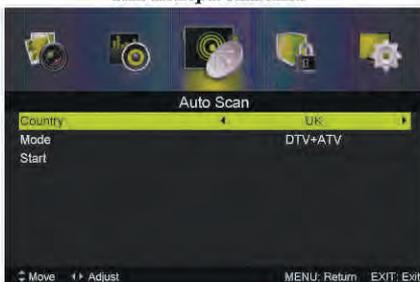 Auto Scan
Country UK
Mode DTV+ATV
Start
Move Adjust MENU: Return EXIT: Exit